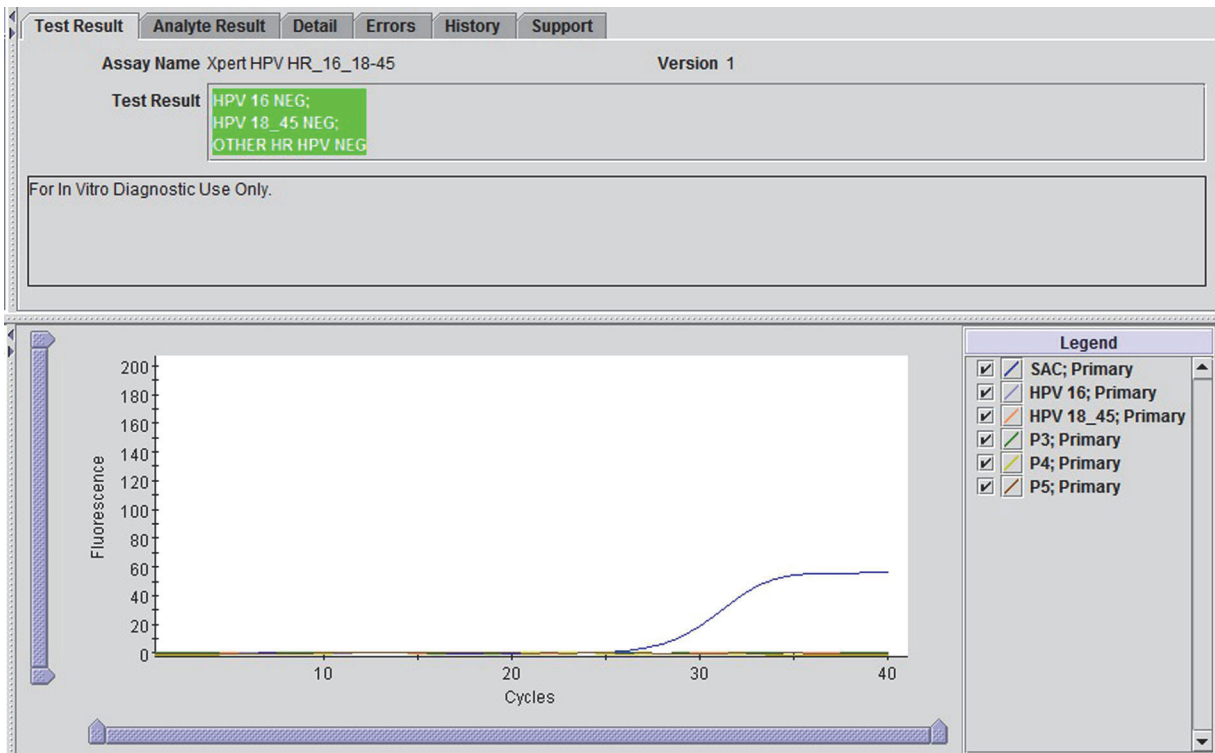 Test Result Analyte Result Detail Errors History Support
Assay Name Xpert HPV HR_16_18-45 Version 1
Test Result HPV 16 NEG;
HPV 18_45 NEG;
OTHER HR HPV NEG
For In Vitro Diagnostic Use Only.
Legend
SAC; Primary
HPV 16; Primary
HPV 18_45; Primary
P3; Primary
P4; Primary
P5; Primary
200
180
160
140
120
100
80
60
40
20
0
Fluorescence
10 20 30 40
Cycles